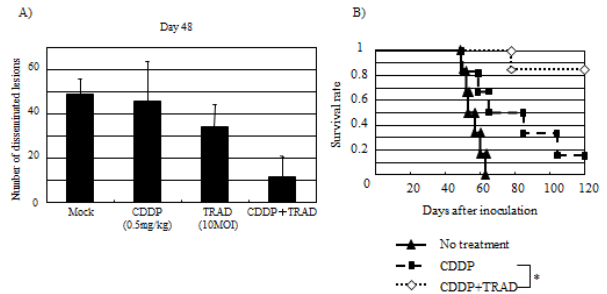 A)
Day 48
Number of disseminated lesions
60
40
20
0
Mock
CDDP
(0.5mg/kg)
TRAD
(10MOI)
CDDP+TRAD
B)
Survival rate
1
0.8
0.6
0.4
0.2
0 20 40 60 80 100 120
Days after inoculation
No treatment
CDDP
CDDP+TRAD
*